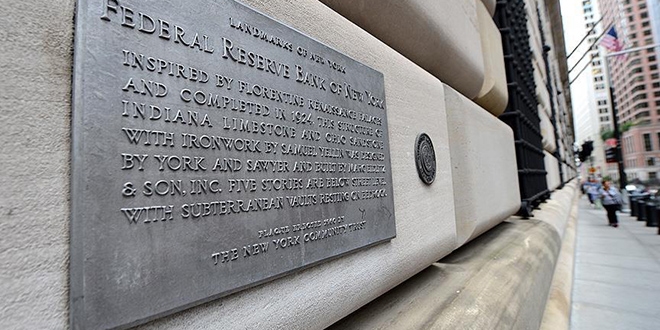 LANDMARKS OF NEW YORK
FEDERAL RESERVE BANK OF NEW YORK
INSPIRED BY FLORENTINE RENAISSANCE PALACES
AND COMPLETED IN 1924, THIS STRUCTURE OF
INDIANA LIMESTONE AND OHIO SANDSTONE
WITH IRONWORK BY SAMUEL YELLIN WAS DESIGNED
BY YORK AND SAWYER AND BUILT BY MARC EIDLITZ
& SON, INC. FIVE STORIES ARE BELOW STREET LEVEL
WITH SUBTERRANEAN VAULTS RESTING ON BEDROCK.
PLAQUE ERECTED BY
THE NEW YORK COMMUNITY TRUST